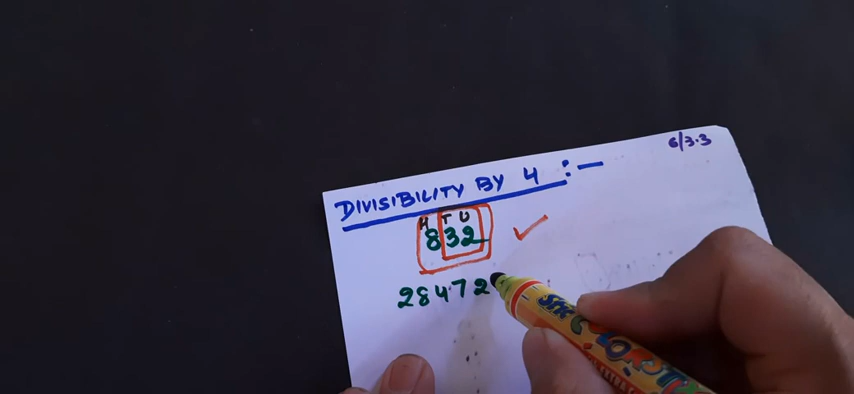 6/3.3
DIVISIBILITY BY 4 :-
H T U
832 ✓
28472